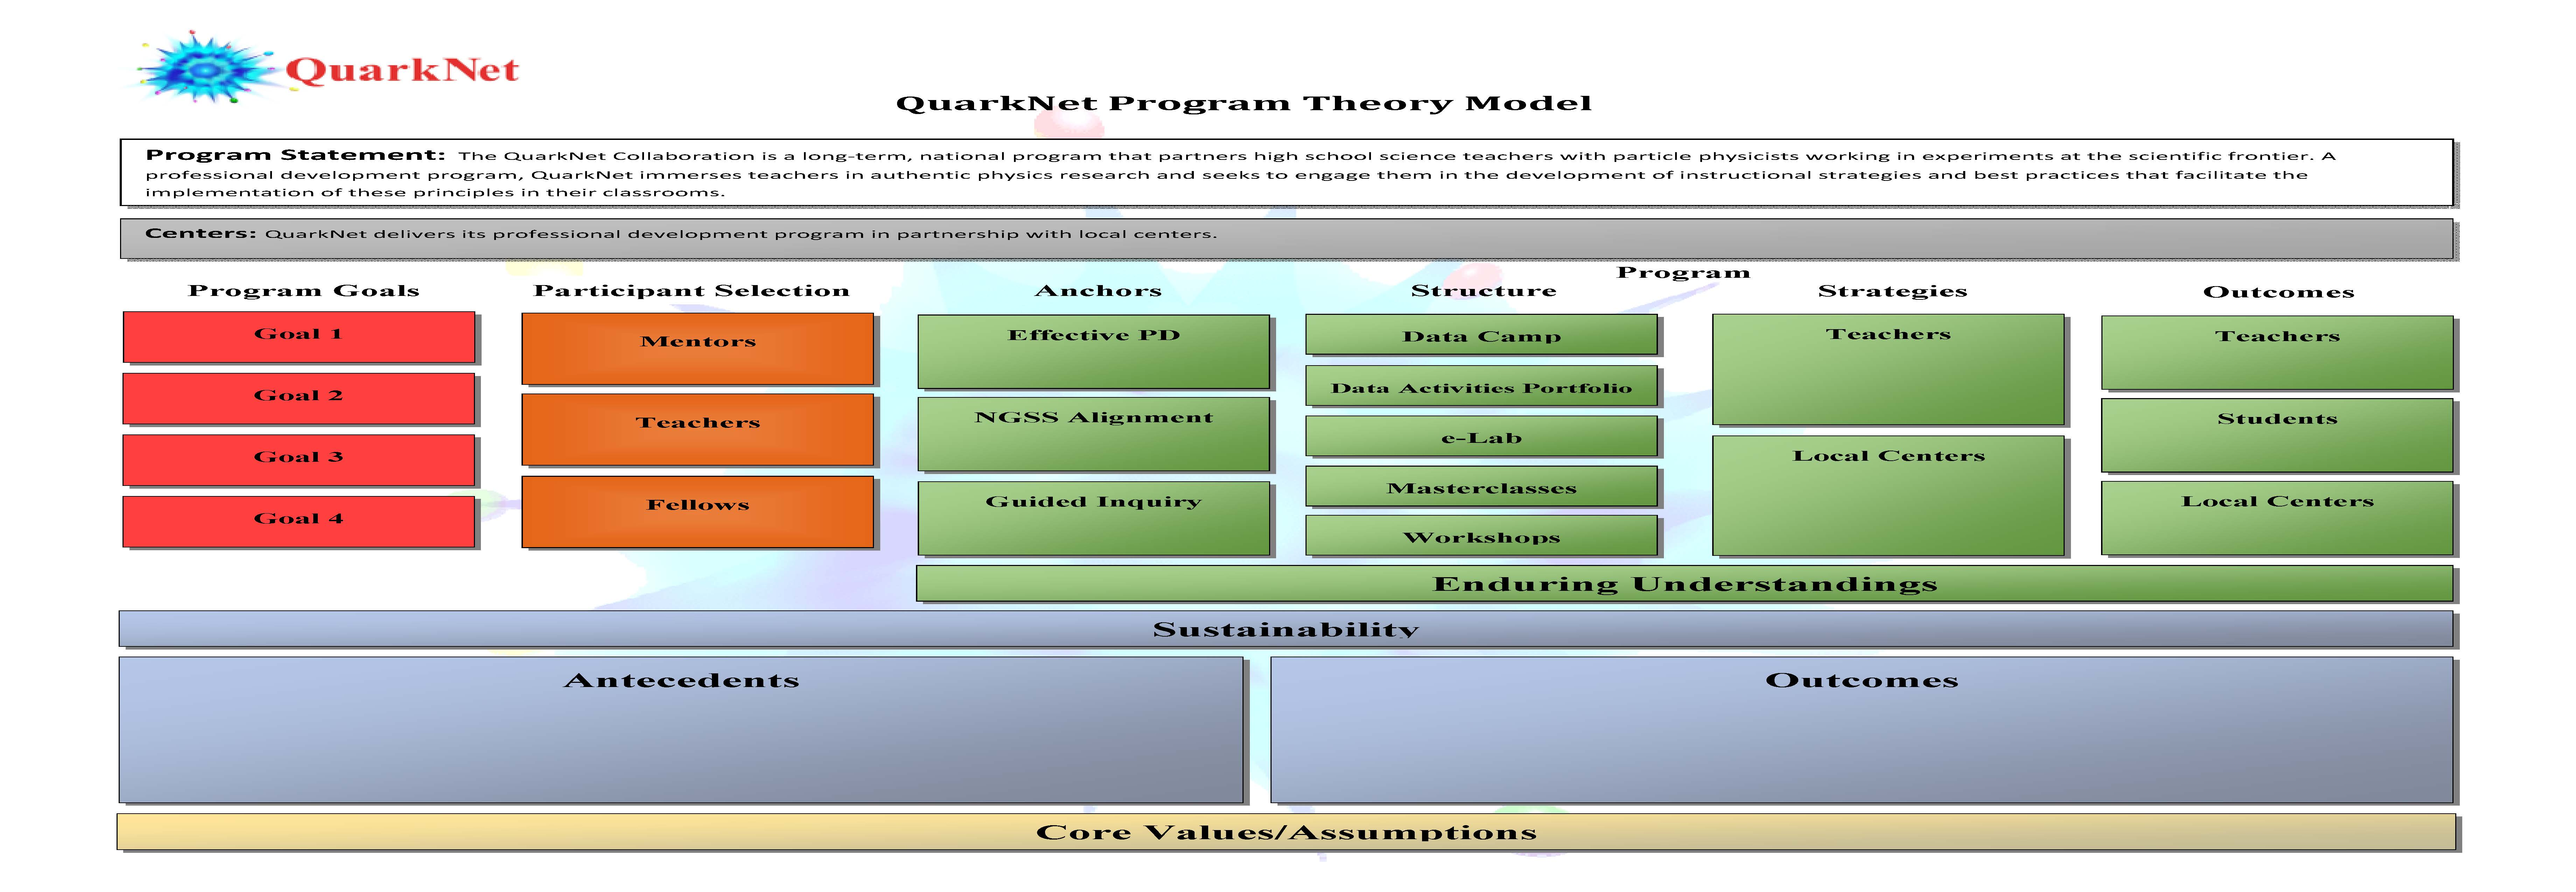 QuarkNet
QuarkNet Program Theory Model
Program Statement: The QuarkNet Collaboration is a long-term, national program that partners high school science teachers with particle physicists working in experiments at the scientific frontier. A
professional development program, QuarkNet immerses teachers in authentic physics research and seeks to engage them in the development of instructional strategies and best practices that facilitate the
implementation of these principles in their classrooms.
Centers: QuarkNet delivers its professional development program in partnership with local centers.
Program
Program Goals
Goal 1
Goal 2
Goal 3
Goal 4
Participant Selection
Mentors
Teachers
Fellows
Anchors
Effective PD
NGSS Alignment
Guided Inquiry
Structure
Data Camp
Data Activities Portfolio
e-Lab
Masterclasses
Workshops
Strategies
Teachers
Local Centers
Outcomes
Teachers
Students
Local Centers
Enduring Understandings
Sustainability
Antecedents
Outcomes
Core Values/Assumptions